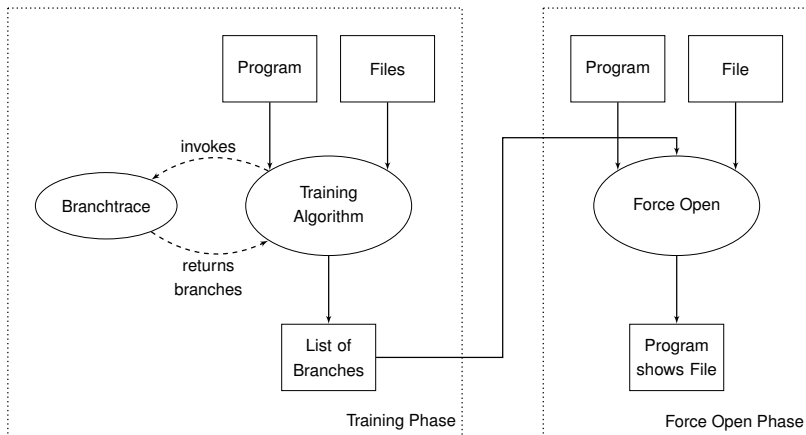 Program
Files
invokes
Branchtrace
Training
Algorithm
returns
branches
List of
Branches
Training Phase
Program
File
Force Open
Program
shows File
Force Open Phase